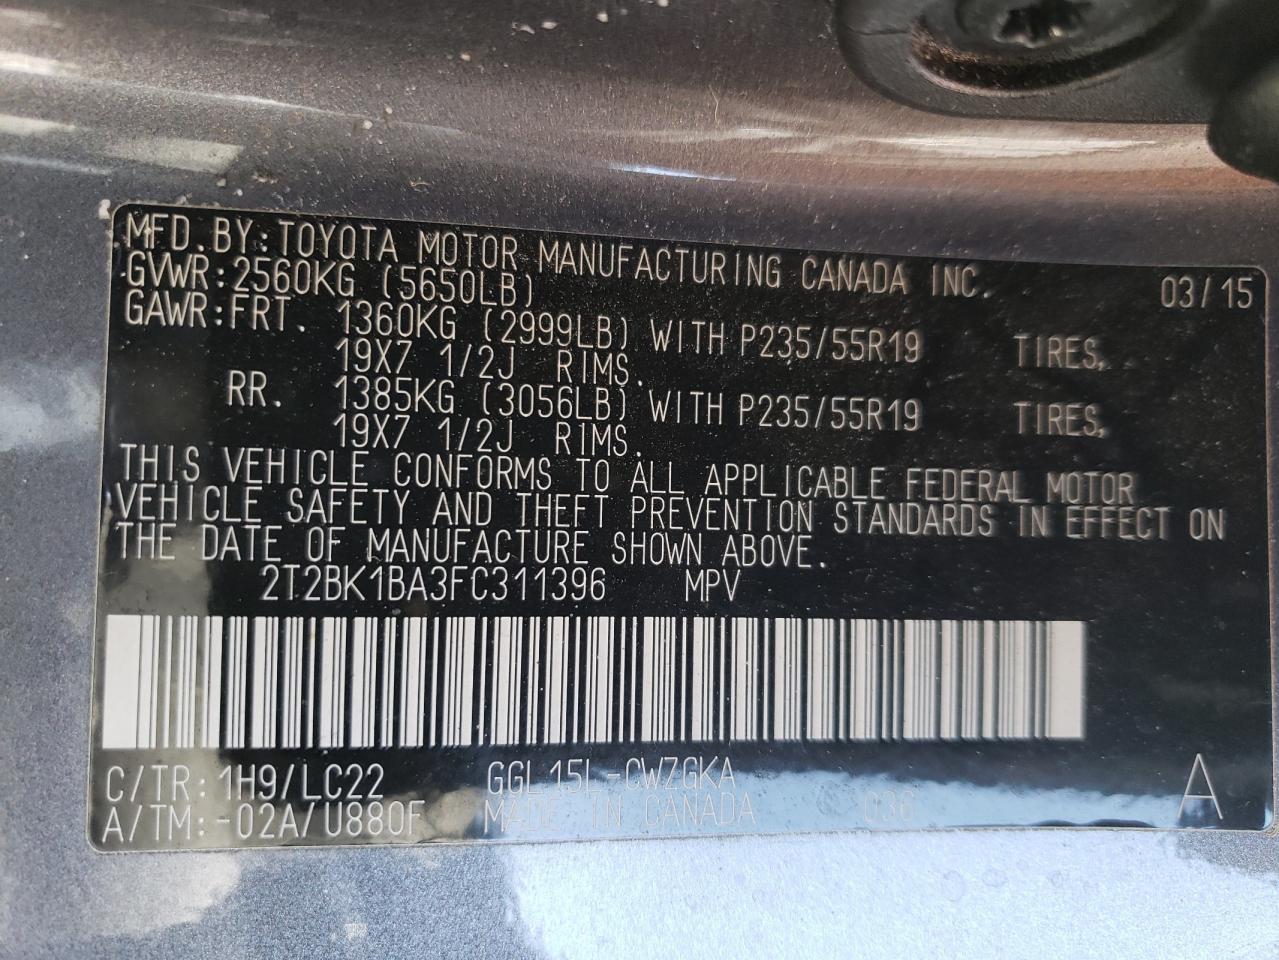 MFD.BY:TOYOTA MOTOR MANUFACTURING CANADA INC. 03/15
GVWR:2560KG (5650LB)
GAWR:FRT. 1360KG (2999LB) WITH P235/55R19 TIRES,
19X7 1/2J RIMS.
RR. 1385KG (3056LB) WITH P235/55R19 TIRES,
19X7 1/2J RIMS.
THIS VEHICLE CONFORMS TO ALL APPLICABLE FEDERAL MOTOR
VEHICLE SAFETY AND THEFT PREVENTION STANDARDS IN EFFECT ON
THE DATE OF MANUFACTURE SHOWN ABOVE.
2T2BK1BA3FC311396 MPV
C/TR:1H9/LC22 GGL15L-CWZGKA A
A/TM:-02A/U880F MADE IN CANADA 036